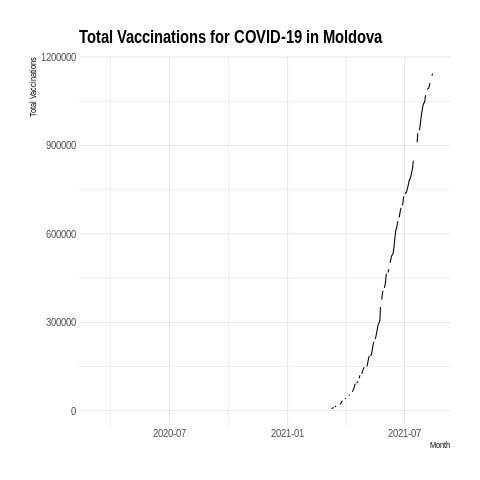 Total Vaccinations for COVID-19 in Moldova
Total Vaccinations
1200000
900000
600000
300000
0
2020-07 2021-01 2021-07
Month